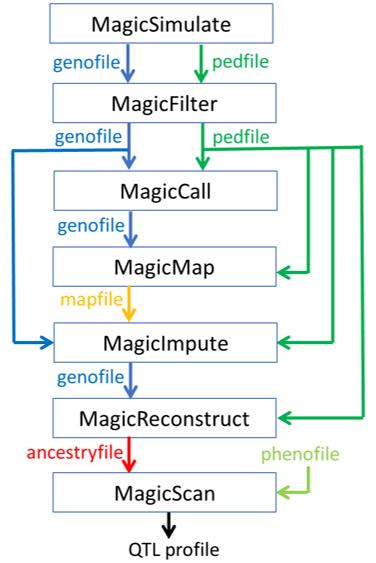 MagicSimulate
genofile pedfile
MagicFilter
genofile pedfile
MagicCall
genofile
MagicMap
mapfile
MagicImpute
genofile
MagicReconstruct
ancestryfile phenofile
MagicScan
QTL profile